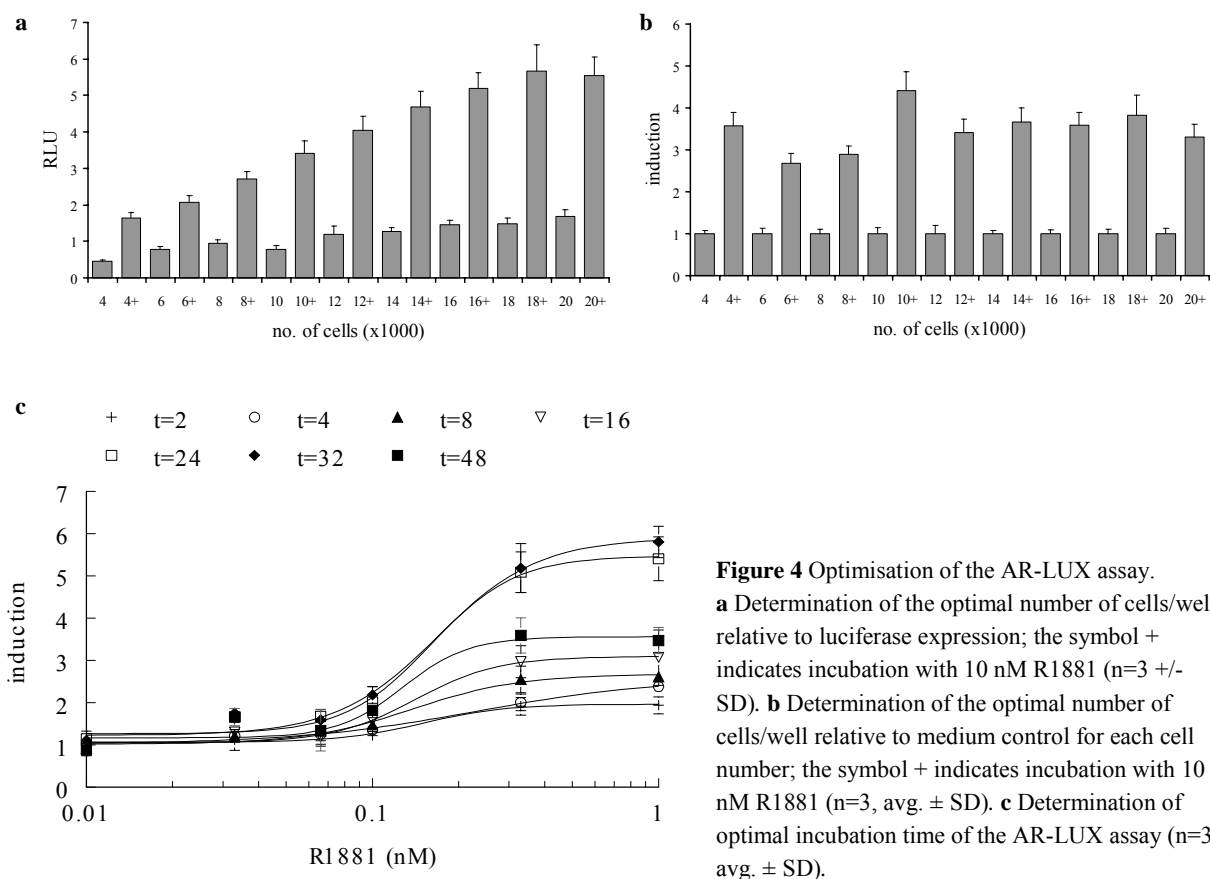 a
7
6
5
4
3
2
1
0
RLU
4 4+ 6 6+ 8 8+ 10 10+ 12 12+ 14 14+ 16 16+ 18 18+ 20 20+
no. of cells (x1000)
b
6
5
4
3
2
1
0
induction
4 4+ 6 6+ 8 8+ 10 10+ 12 12+ 14 14+ 16 16+ 18 18+ 20 20+
no. of cells (x1000)
c
t=2 t=4 t=8 t=16
t=24 t=32 t=48
7
6
5
4
3
2
1
0
induction
0.01 0.1 1
R1881 (nM)
Figure 4 Optimisation of the AR-LUX assay.
a Determination of the optimal number of cells/wel
relative to luciferase expression; the symbol +
indicates incubation with 10 nM R1881 (n=3 +/-
SD). b Determination of the optimal number of
cells/well relative to medium control for each cell
number; the symbol + indicates incubation with 10
nM R1881 (n=3, avg. ± SD). c Determination of
optimal incubation time of the AR-LUX assay (n=3
avg. ± SD).